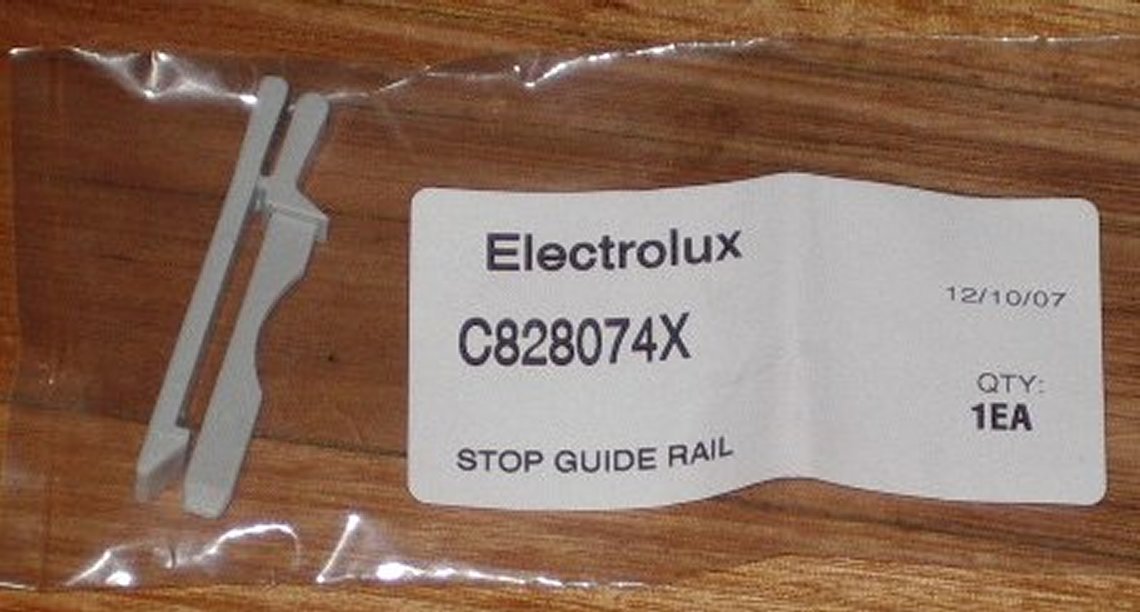 Electrolux
12/10/07
C828074X
QTY:
1EA
STOP GUIDE RAIL